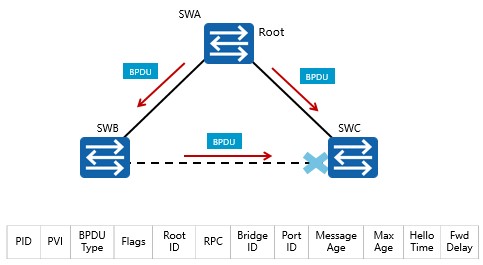 SWA
Root
BPDU
BPDU
SWB
BPDU
SWC
PID
PVI
BPDU
Type
Flags
Root
ID
RPC
Bridge
ID
Port
ID
Message
Age
Max
Age
Hello
Time
Fwd
Delay